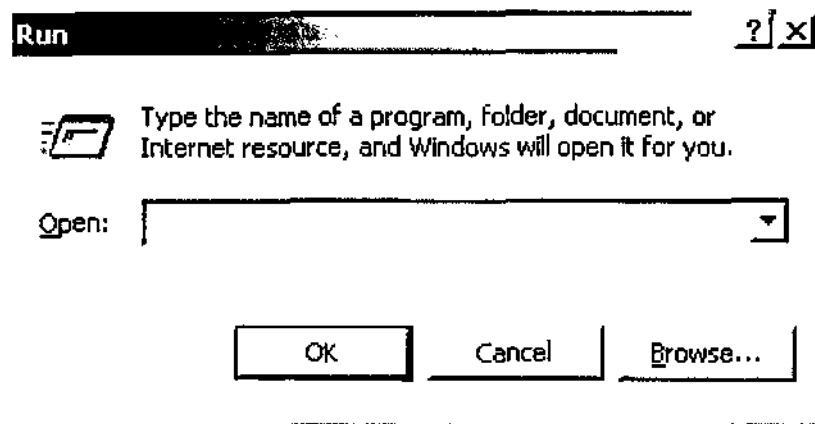 Run
Type the name of a program, folder, document, or
Internet resource, and Windows will open it for you.
Open:
OK Cancel Browse...